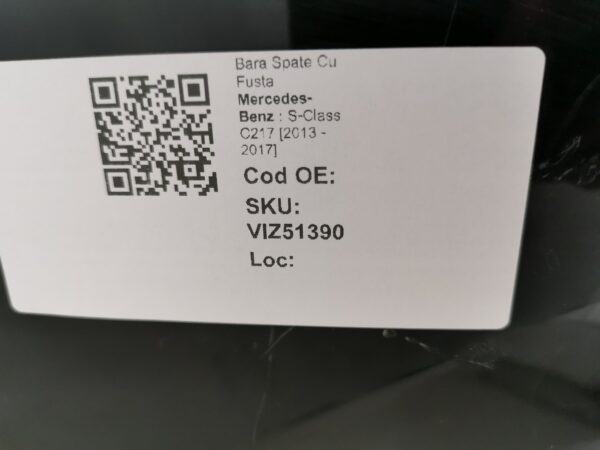 Bara Spate Cu
Fusta
Mercedes-
Benz : S-Class
C217 [2013 -
2017]
Cod OE:
SKU:
VIZ51390
Loc: